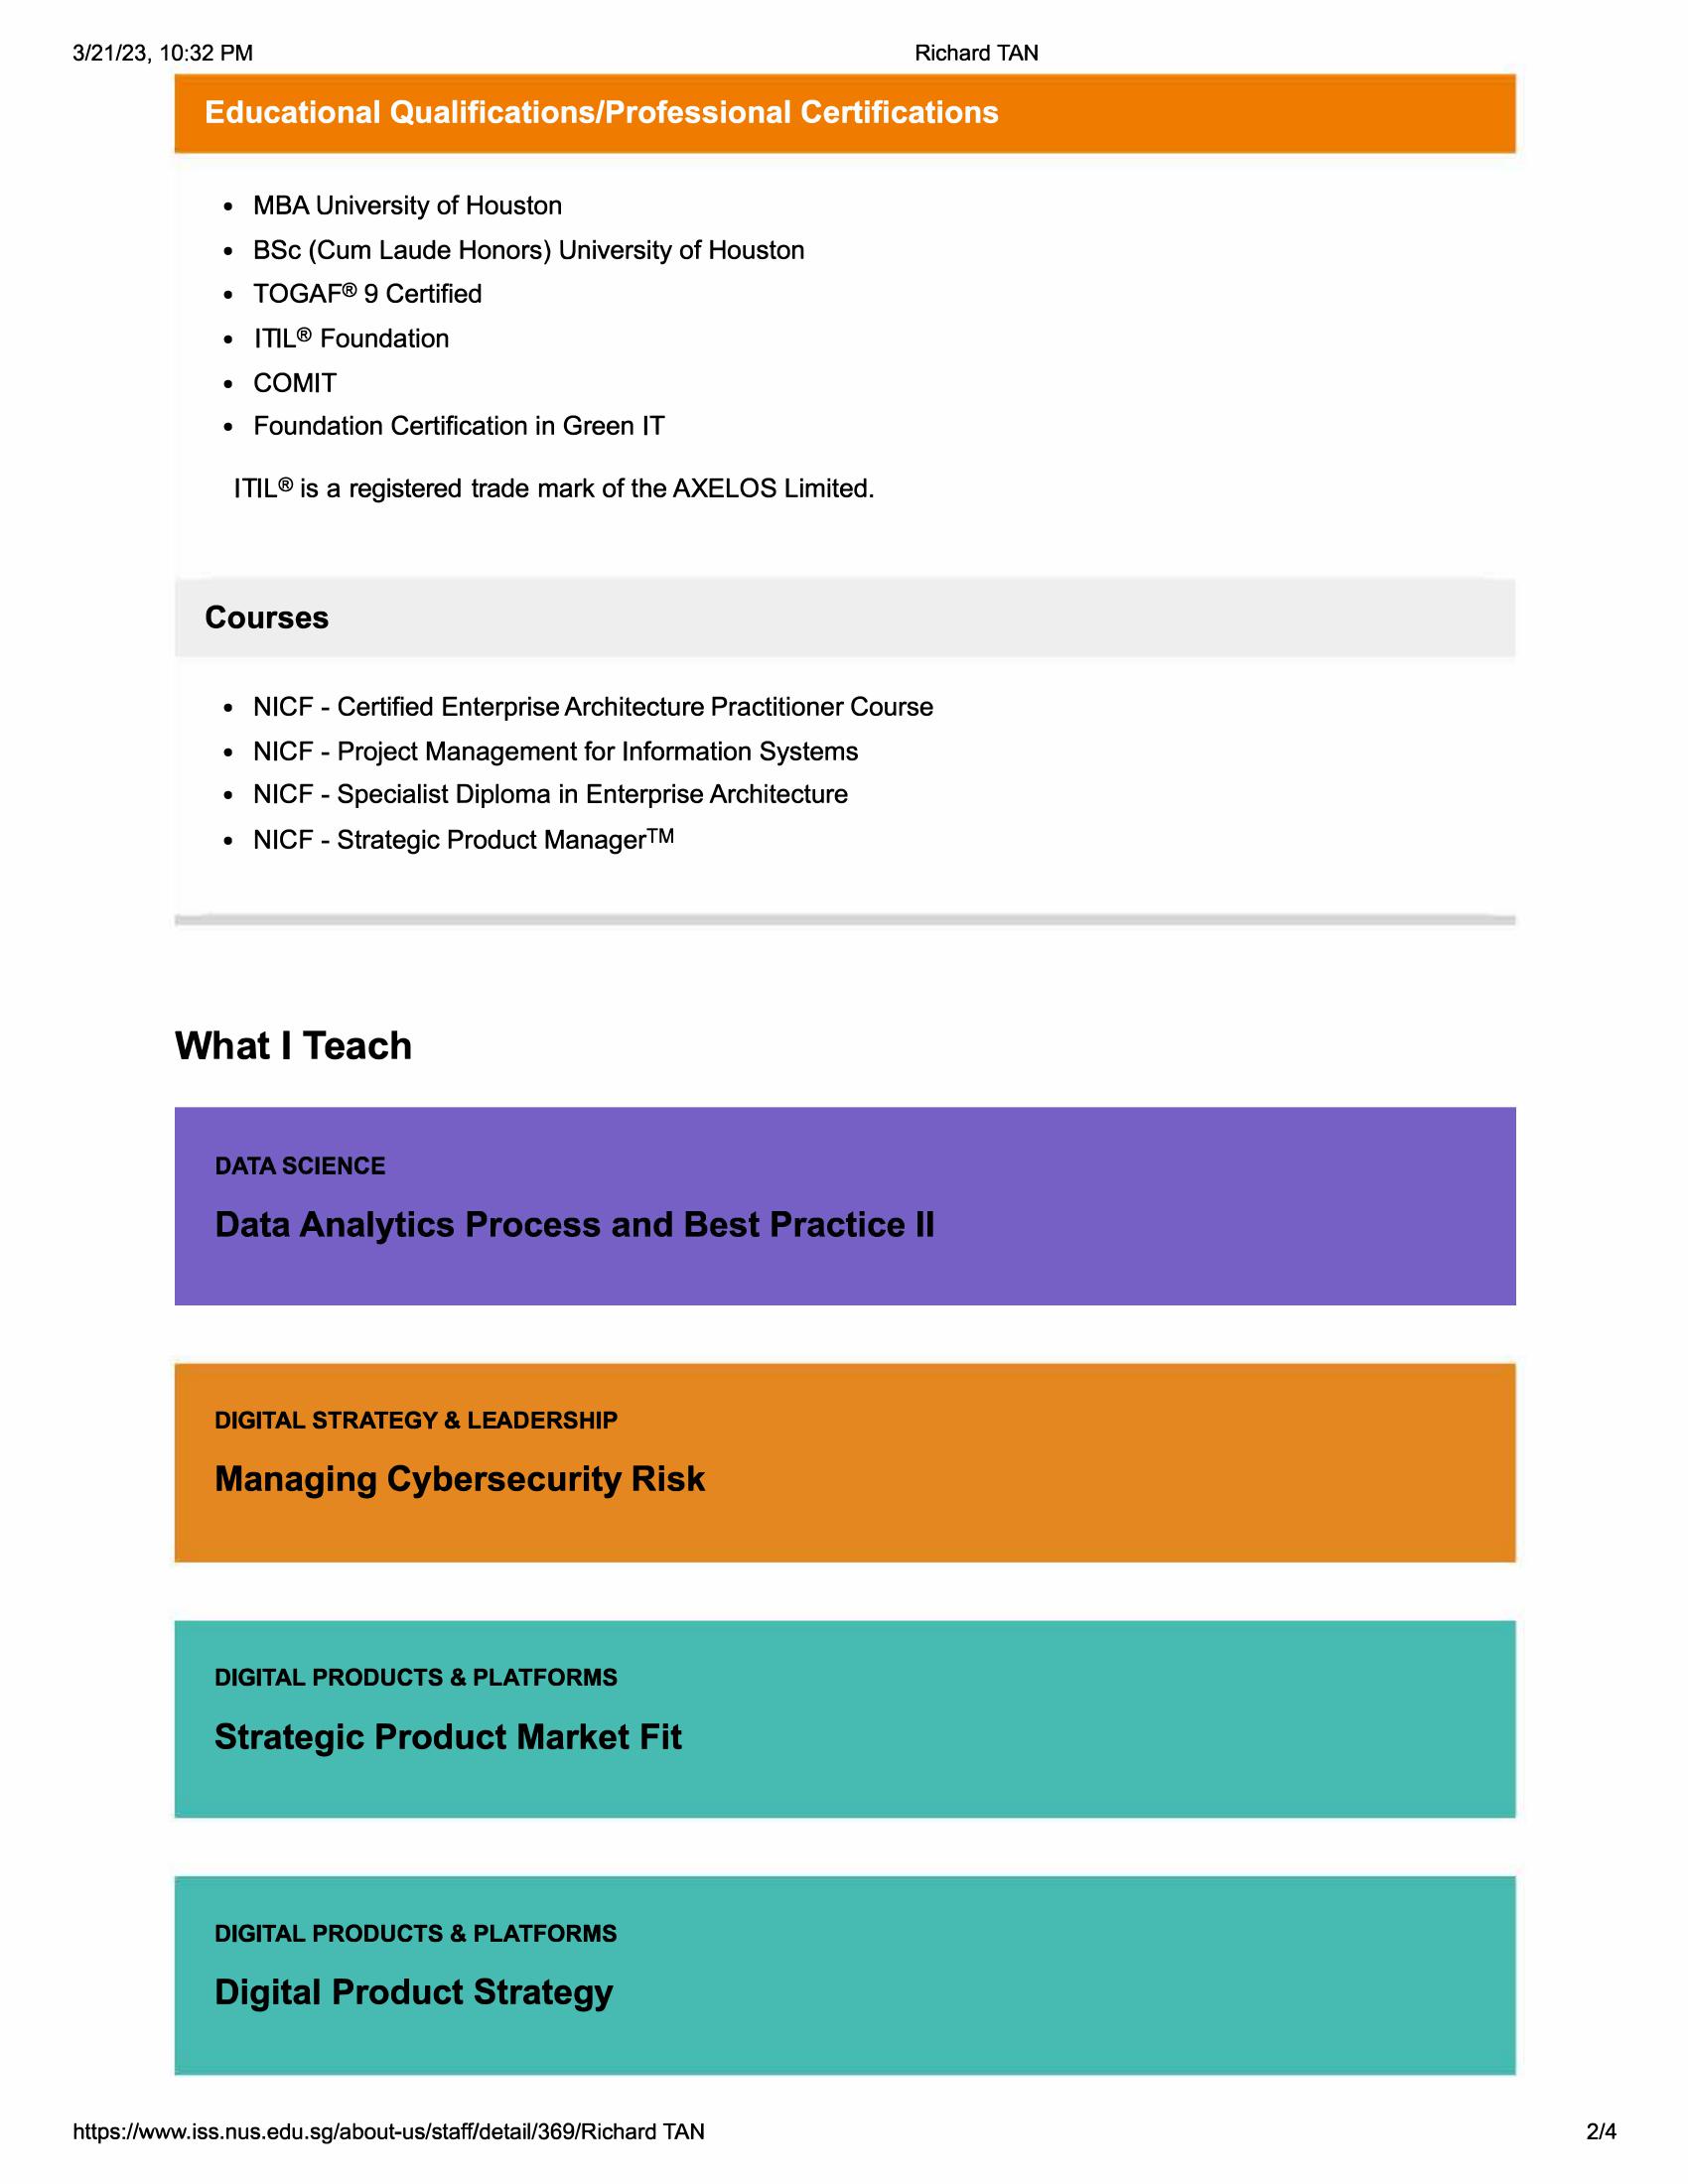 3/21/23, 10:32 PM
Richard TAN
Educational Qualifications/Professional Certifications
• MBA University of Houston
• BSc (Cum Laude Honors) University of Houston
• TOGAF® 9 Certified
• ITIL® Foundation
• COMIT
• Foundation Certification in Green IT
ITIL® is a registered trade mark of the AXELOS Limited.
Courses
• NICF - Certified Enterprise Architecture Practitioner Course
• NICF - Project Management for Information Systems
• NICF - Specialist Diploma in Enterprise Architecture
• NICF - Strategic Product Manager™
What I Teach
DATA SCIENCE
Data Analytics Process and Best Practice II
DIGITAL STRATEGY & LEADERSHIP
Managing Cybersecurity Risk
DIGITAL PRODUCTS & PLATFORMS
Strategic Product Market Fit
DIGITAL PRODUCTS & PLATFORMS
Digital Product Strategy
https://www.iss.nus.edu.sg/about-us/staff/detail/369/Richard TAN
2/4